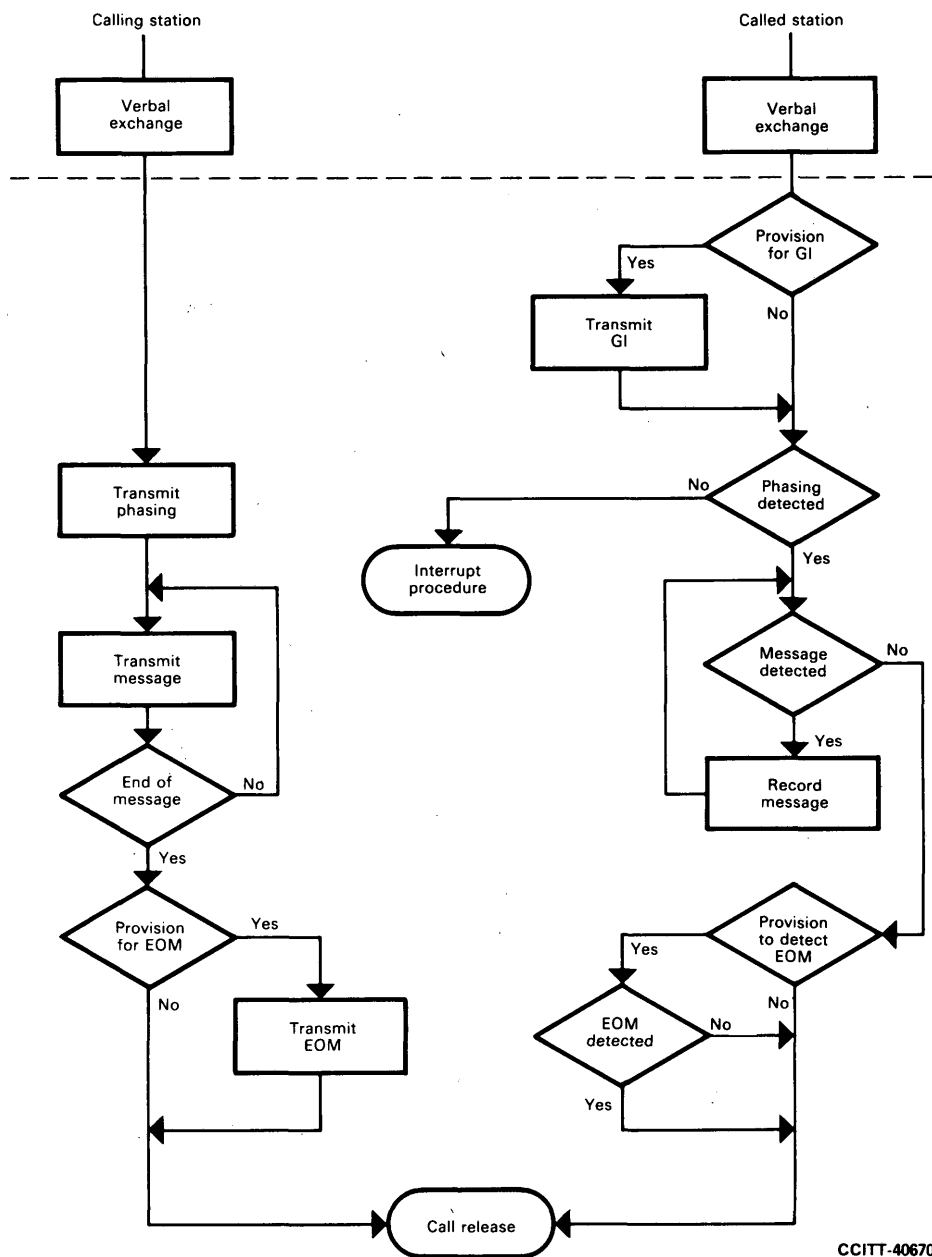 Calling station
Called station
Verbal
exchange
Verbal
exchange
Provision
for GI
Yes
No
Transmit
GI
Transmit
phasing
No
Phasing
detected
Yes
Interrupt
procedure
Transmit
message
Message
detected
No
Yes
End of
message
No
Yes
Record
message
Provision
for EOM
Yes
No
Provision
to detect
EOM
Yes
No
Transmit
EOM
EOM
detected
No
Yes
Call release
CCITT-40670